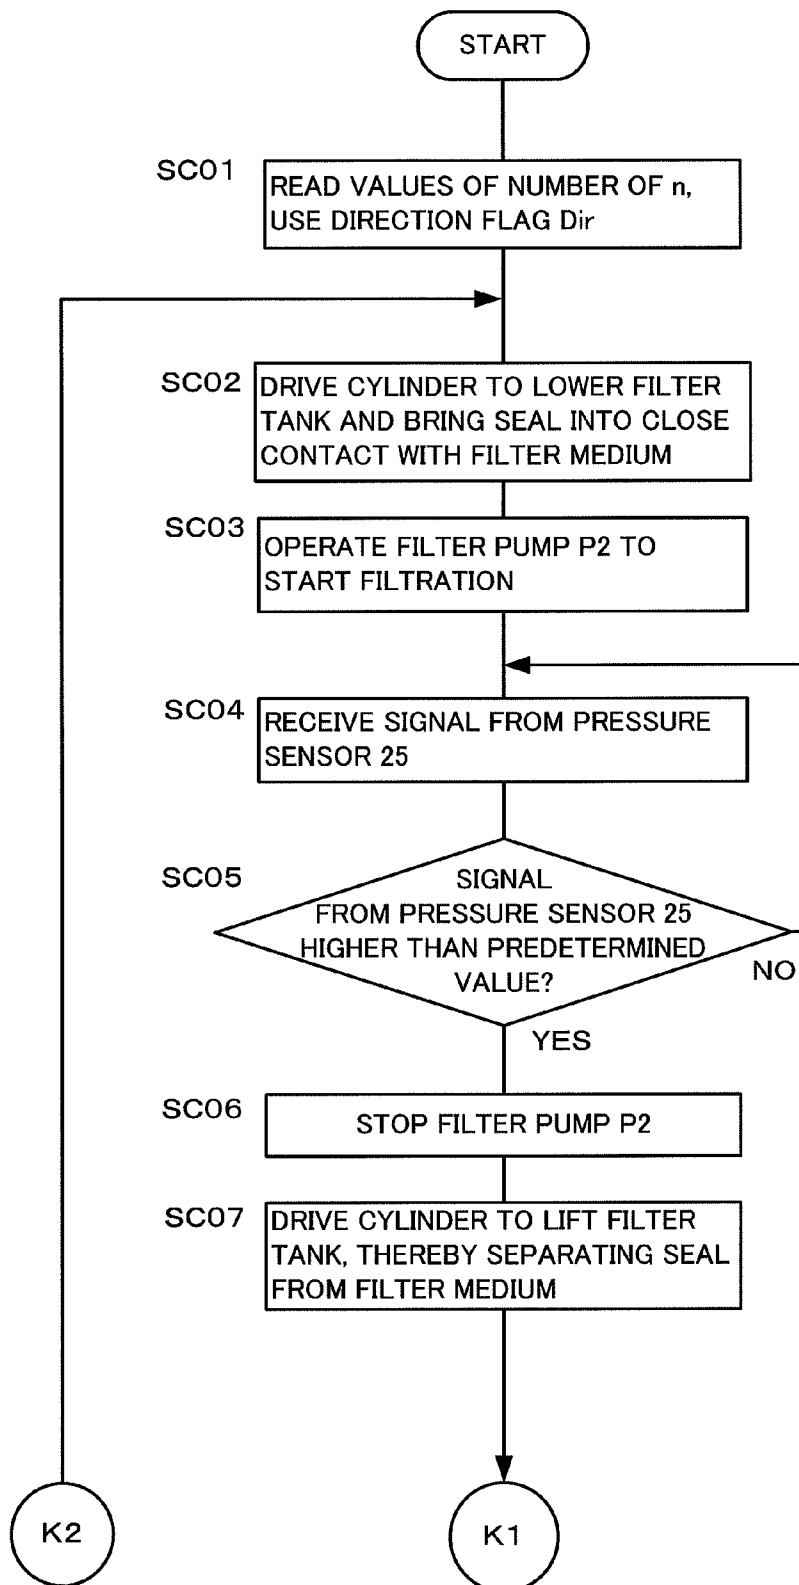 START
SC01
READ VALUES OF NUMBER OF n,
USE DIRECTION FLAG Dir
SC02
DRIVE CYLINDER TO LOWER FILTER
TANK AND BRING SEAL INTO CLOSE
CONTACT WITH FILTER MEDIUM
SC03
OPERATE FILTER PUMP P2 TO
START FILTRATION
SC04
RECEIVE SIGNAL FROM PRESSURE
SENSOR 25
SC05
SIGNAL
FROM PRESSURE SENSOR 25
HIGHER THAN PREDETERMINED
VALUE?
NO
YES
SC06
STOP FILTER PUMP P2
SC07
DRIVE CYLINDER TO LIFT FILTER
TANK, THEREBY SEPARATING SEAL
FROM FILTER MEDIUM
K2
K1